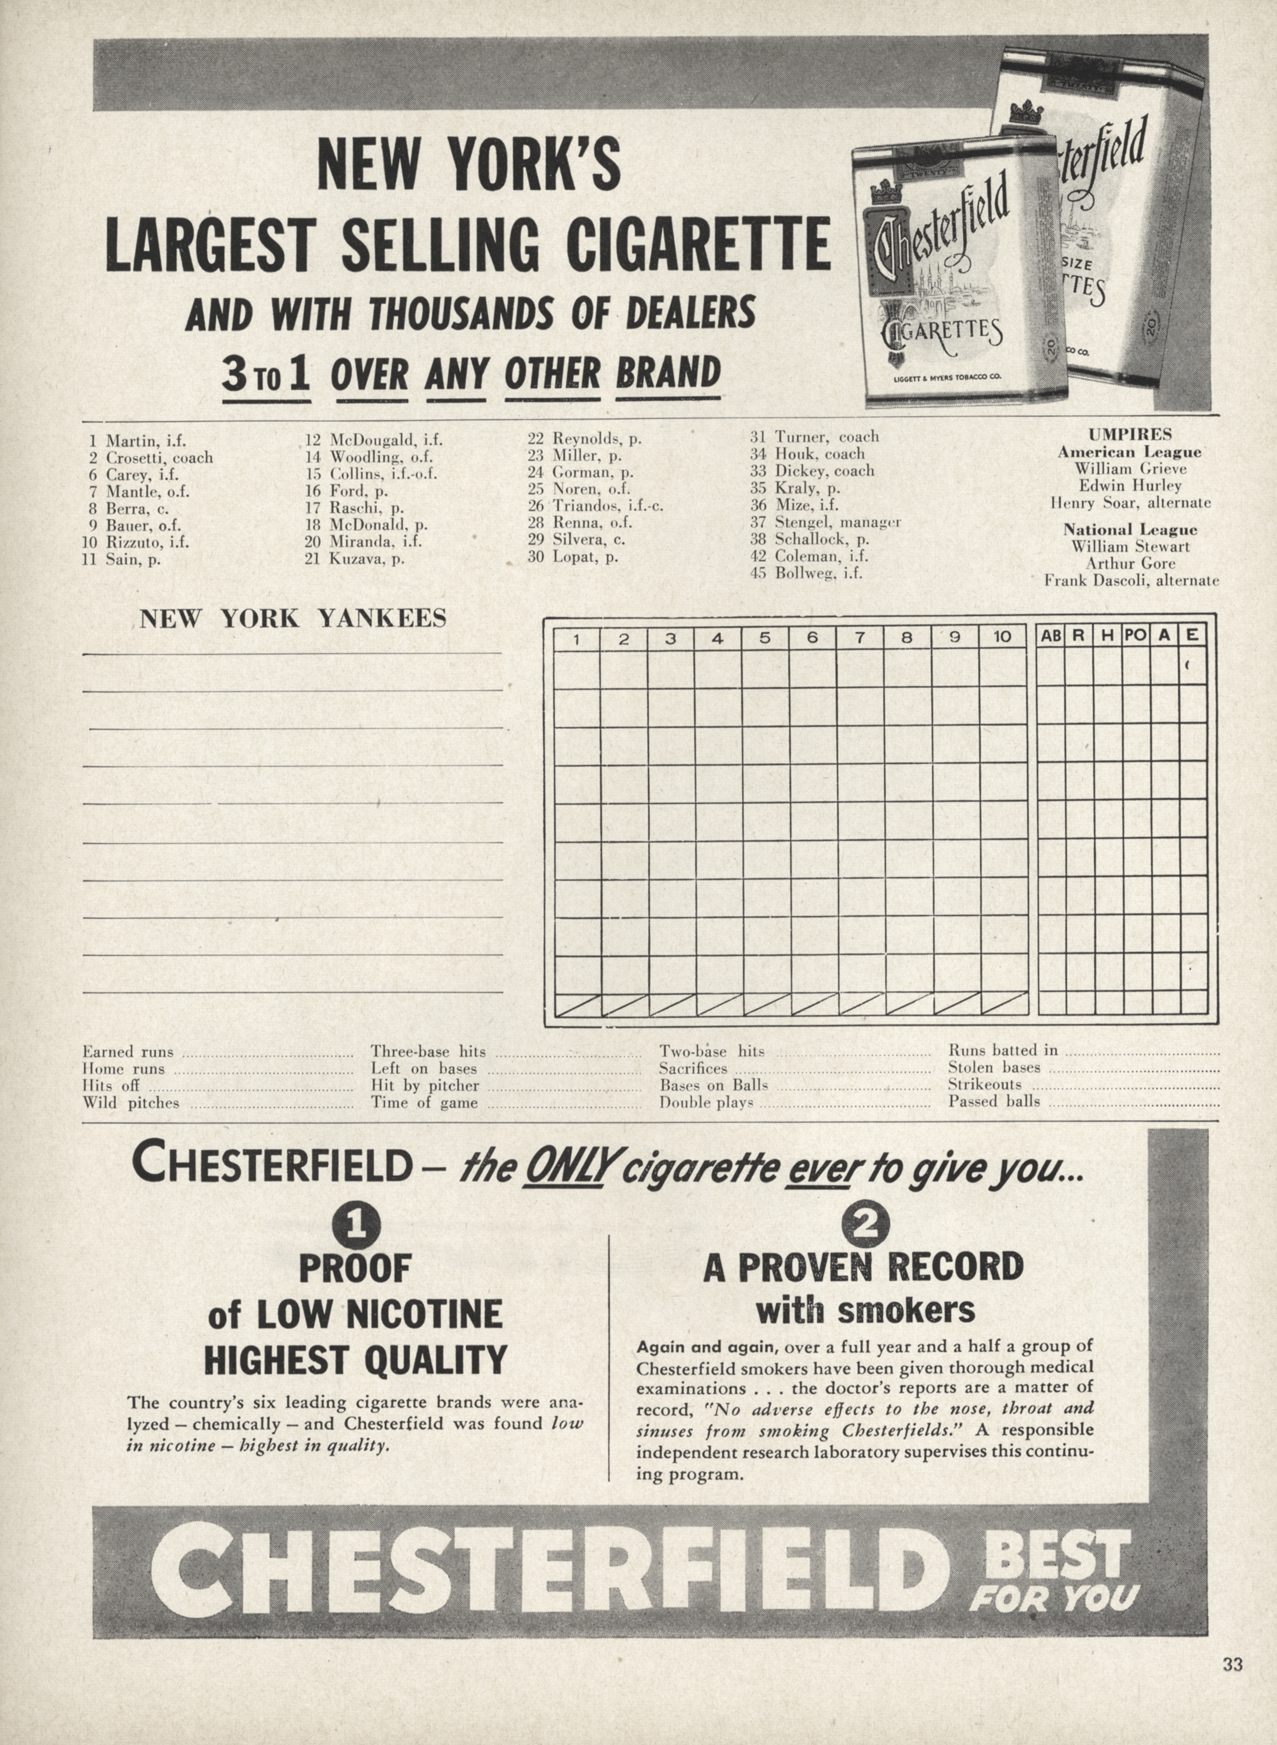 NEW YORK'S
LARGEST SELLING CIGARETTE
AND WITH THOUSANDS OF DEALERS
3 TO 1 OVER ANY OTHER BRAND
Chesterfield
CIGARETTES
LIGGETT & MYERS TOBACCO CO.
20
sterfield
SIZE
TTES
CO CO.
20
1 Martin, i.f.
2 Crosetti, coach
6 Carey, i.f.
7 Mantle, o.f.
8 Berra, c.
9 Bauer, o.f.
10 Rizzuto, i.f.
11 Sain, p.
12 McDougald, i.f.
14 Woodling, o.f.
15 Collins, i.f.-o.f.
16 Ford, p.
17 Raschi, p.
18 McDonald, p.
20 Miranda, i.f.
21 Kuzava, p.
22 Reynolds, p.
23 Miller, p.
24 Gorman, p.
25 Noren, o.f.
26 Triandos, i.f.-c.
28 Renna, o.f.
29 Silvera, c.
30 Lopat, p.
31 Turner, coach
34 Houk, coach
33 Dickey, coach
35 Kraly, p.
36 Mize, i.f.
37 Stengel, manager
38 Schallock, p.
42 Coleman, i.f.
45 Bollweg, i.f.
UMPIRES
American League
William Grieve
Edwin Hurley
Henry Soar, alternate
National League
William Stewart
Arthur Gore
Frank Dascoli, alternate
NEW YORK YANKEES
1 2 3 4 5 6 7 8 9 10 AB R H PO A E
Earned runs
Home runs
Hits off
Wild pitches
Three-base hits
Left on bases
Hit by pitcher
Time of game
Two-base hits
Sacrifices
Bases on Balls
Double plays
Runs batted in
Stolen bases
Strikeouts
Passed balls
CHESTERFIELD – the ONLY cigarette ever to give you...
1
PROOF
of LOW NICOTINE
HIGHEST QUALITY
The country's six leading cigarette brands were ana-
lyzed – chemically – and Chesterfield was found low
in nicotine – highest in quality.
2
A PROVEN RECORD
with smokers
Again and again, over a full year and a half a group of
Chesterfield smokers have been given thorough medical
examinations . . . the doctor's reports are a matter of
record, "No adverse effects to the nose, throat and
sinuses from smoking Chesterfields." A responsible
independent research laboratory supervises this continu-
ing program.
CHESTERFIELD BEST
FOR YOU
33